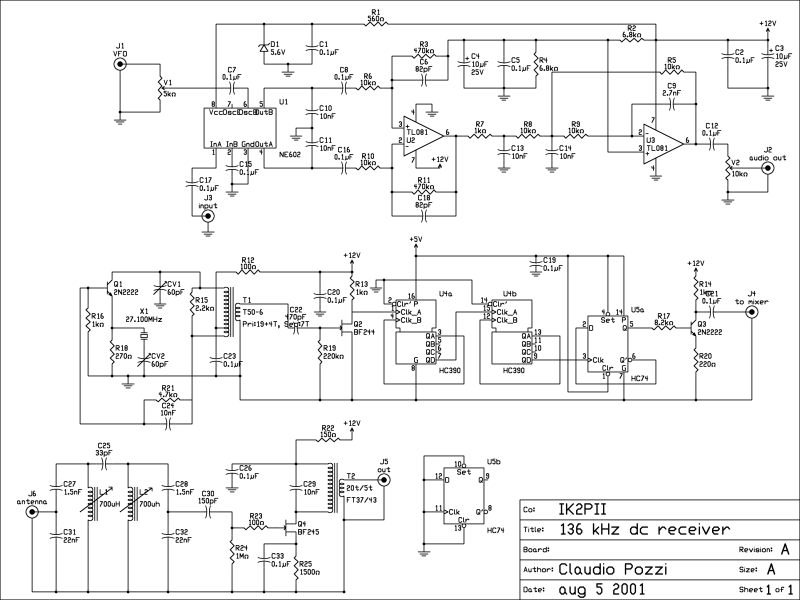 R1
560Ω
+12V
J1
VFO
D1
5.6V
C1
0.1μF
R2
6.8kΩ
R3
470kΩ
C6
82pF
C4
10μF
25V
C5
0.1μF
R4
6.8kΩ
R5
10kΩ
C2
0.1μF
C3
10μF
25V
C7
0.1μF
V1
5kΩ
C8
0.1μF
R6
10kΩ
C9
2.7nF
U1
8 7 6 5
Vcc OscE OscB OutB
InA InB Gnd OutA
1 2 3 4
NE602
C10
10nF
C11
10nF
TL081
U2
3
2
4
6
7
+12V
R7
1kΩ
R8
10kΩ
R9
10kΩ
C13
10nF
C14
10nF
U3
TL081
2
3
7
6
4
C12
0.1μF
V2
10kΩ
J2
audio out
C15
0.1μF
C16
0.1μF
R10
10kΩ
R11
470kΩ
C18
82pF
C17
0.1μF
J3
input
Q1
2N2222
CV1
60pF
R12
100Ω
R15
2.2kΩ
T1
T50-6
Pri19+4T, Sec17T
R16
1kΩ
X1
27.100MHz
R18
270Ω
CV2
60pF
C23
0.1μF
R21
4.7kΩ
C24
10nF
C20
0.1μF
+12V
R13
1kΩ
C22
470pF
Q2
BF244
R19
220kΩ
+5V
U4a
16
2
1
4
Clr P
Clk_A
Clk_B
QA
QB
QC
QD
G
3
5
6
7
8
HC390
U4b
14
15
12
Clr
Clk_A
Clk_B
QA
QB
QC
QD
13
11
10
9
HC390
C19
0.1μF
U5a
4
14
Set P
D
Q
Clk
Q'
Clr G
2
5
3
6
1
7
HC74
R17
8.2kΩ
+12V
R14
1kΩ
C21
0.1μF
Q3
2N2222
R20
220Ω
J4
to mixer
C25
33pF
J6
antenna
C27
1.5nF
C31
22nF
L1
700uH
L2
700uH
C28
1.5nF
C32
22nF
C30
150pF
R23
100Ω
R24
1MΩ
C26
0.1μF
R22
150Ω
+12V
C29
10nF
T2
20t/5t
FT37/43
J5
out
Q4
BF245
C33
0.1μF
R25
1500Ω
U5b
10
Set
12
D
Q
9
11
Clk
Q'
8
Clr
13
HC74
Co: IK2PII
Title: 136 kHz dc receiver
Board: Revision: A
Author: Claudio Pozzi Size: A
Date: aug 5 2001 Sheet 1 of 1